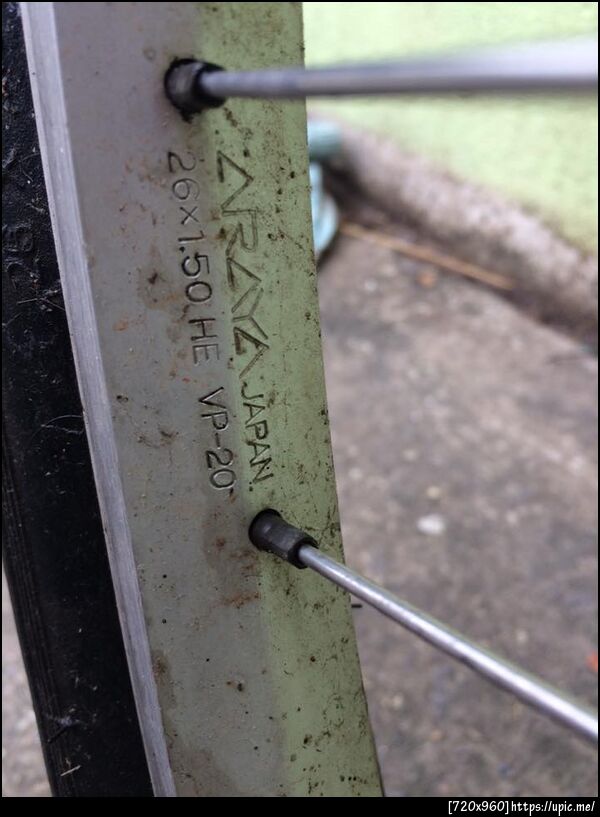 ARAYA JAPAN
26×1.50 HE VP-20
[720x960]https://upic.me/